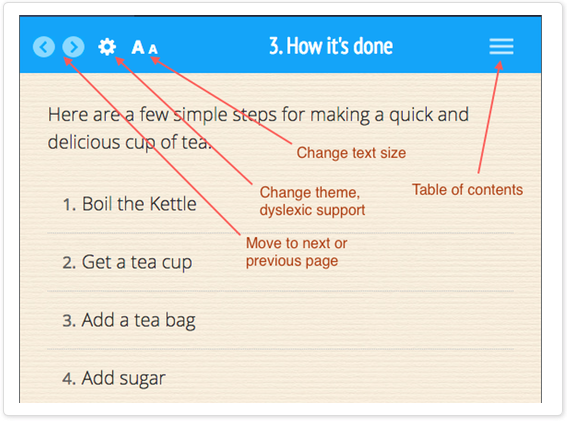 A A
3. How it's done
Here are a few simple steps for making a quick and
delicious cup of tea.
Change text size
Change theme,
dyslexic support
Table of contents
1. Boil the Kettle
Move to next or
previous page
2. Get a tea cup
3. Add a tea bag
4. Add sugar